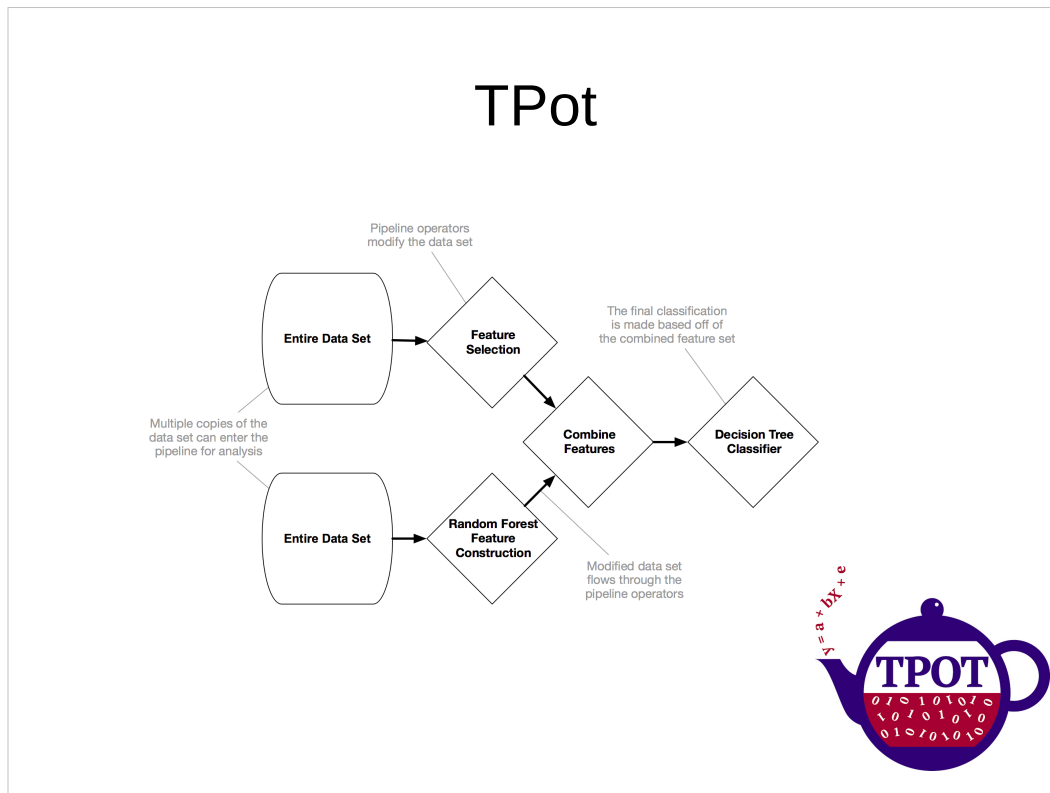 TPot
Pipeline operators
modify the data set
Entire Data Set
Feature
Selection
The final classification
is made based off of
the combined feature set
Multiple copies of the
data set can enter the
pipeline for analysis
Combine
Features
Decision Tree
Classifier
Entire Data Set
Random Forest
Feature
Construction
Modified data set
flows through the
pipeline operators
y = a + bX + e
TPOT
0 1 0 1 0 1 0 1 0 0
1 0 1 0 1 0 1 0
0 1 0 1 0 1 0 1 0